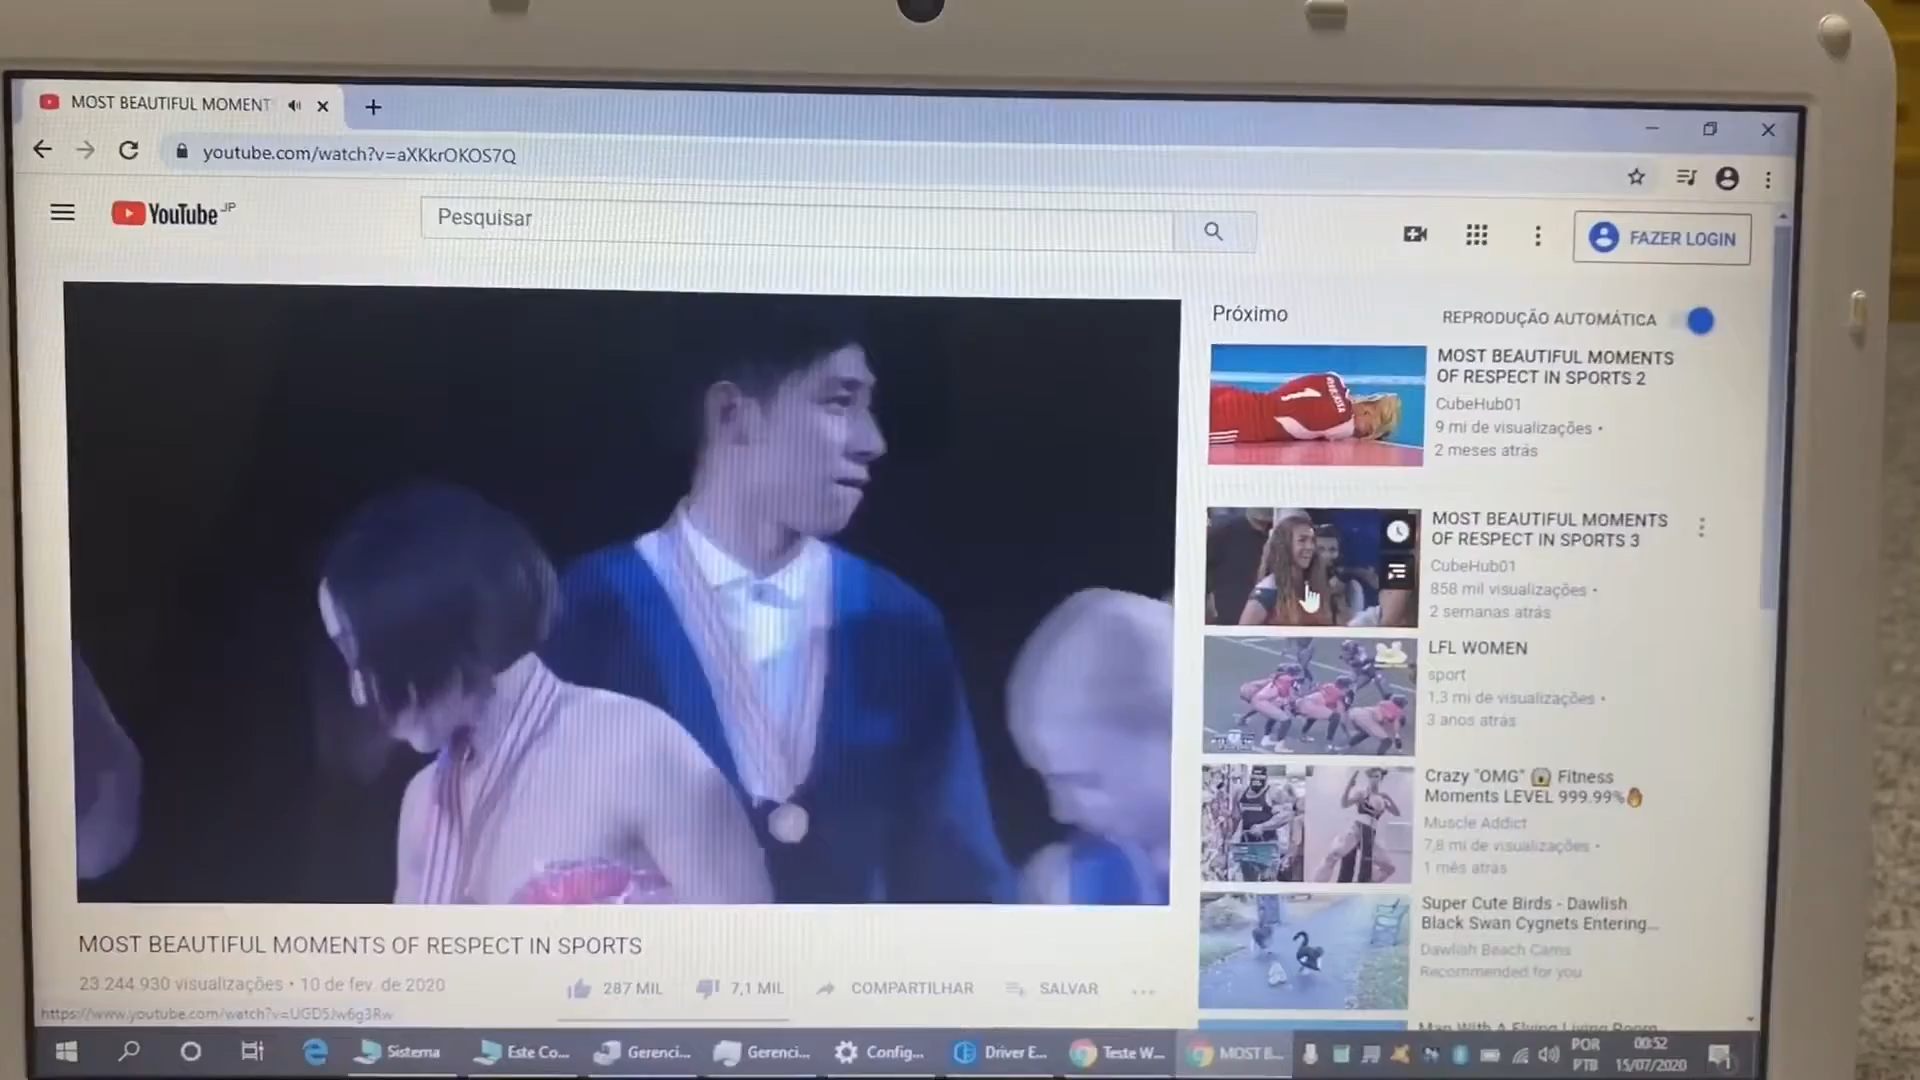 MOST BEAUTIFUL MOMENT
youtube.com/watch?v=aXKkrOKOS7Q
YouTube JP
Pesquisar
FAZER LOGIN
Próximo
REPRODUÇÃO AUTOMÁTICA
MOST BEAUTIFUL MOMENTS
OF RESPECT IN SPORTS 2
CubeHub01
9 mi de visualizações •
2 meses atrás
MOST BEAUTIFUL MOMENTS
OF RESPECT IN SPORTS 3
CubeHub01
858 mil visualizações •
2 semanas atrás
LFL WOMEN
sport
1,3 mi de visualizações •
3 anos atrás
Crazy "OMG" 😱 Fitness
Moments LEVEL 999.99%🔥
Muscle Addict
7,8 mi de visualizações •
1 mês atrás
Super Cute Birds - Dawlish
Black Swan Cygnets Entering...
Dawlish Beach Cams
Recommended for you
Man With A Flying Living Room
MOST BEAUTIFUL MOMENTS OF RESPECT IN SPORTS
23.244.930 visualizações • 10 de fev. de 2020
287 MIL
7,1 MIL
COMPARTILHAR
SALVAR
https://www.youtube.com/watch?v=UGD5Jw6g3Rw
Sistema
Este Co...
Gerenci...
Gerenci...
Config...
Driver E...
Teste W...
MOST B...
POR
PTB
00:52
15/07/2020
1